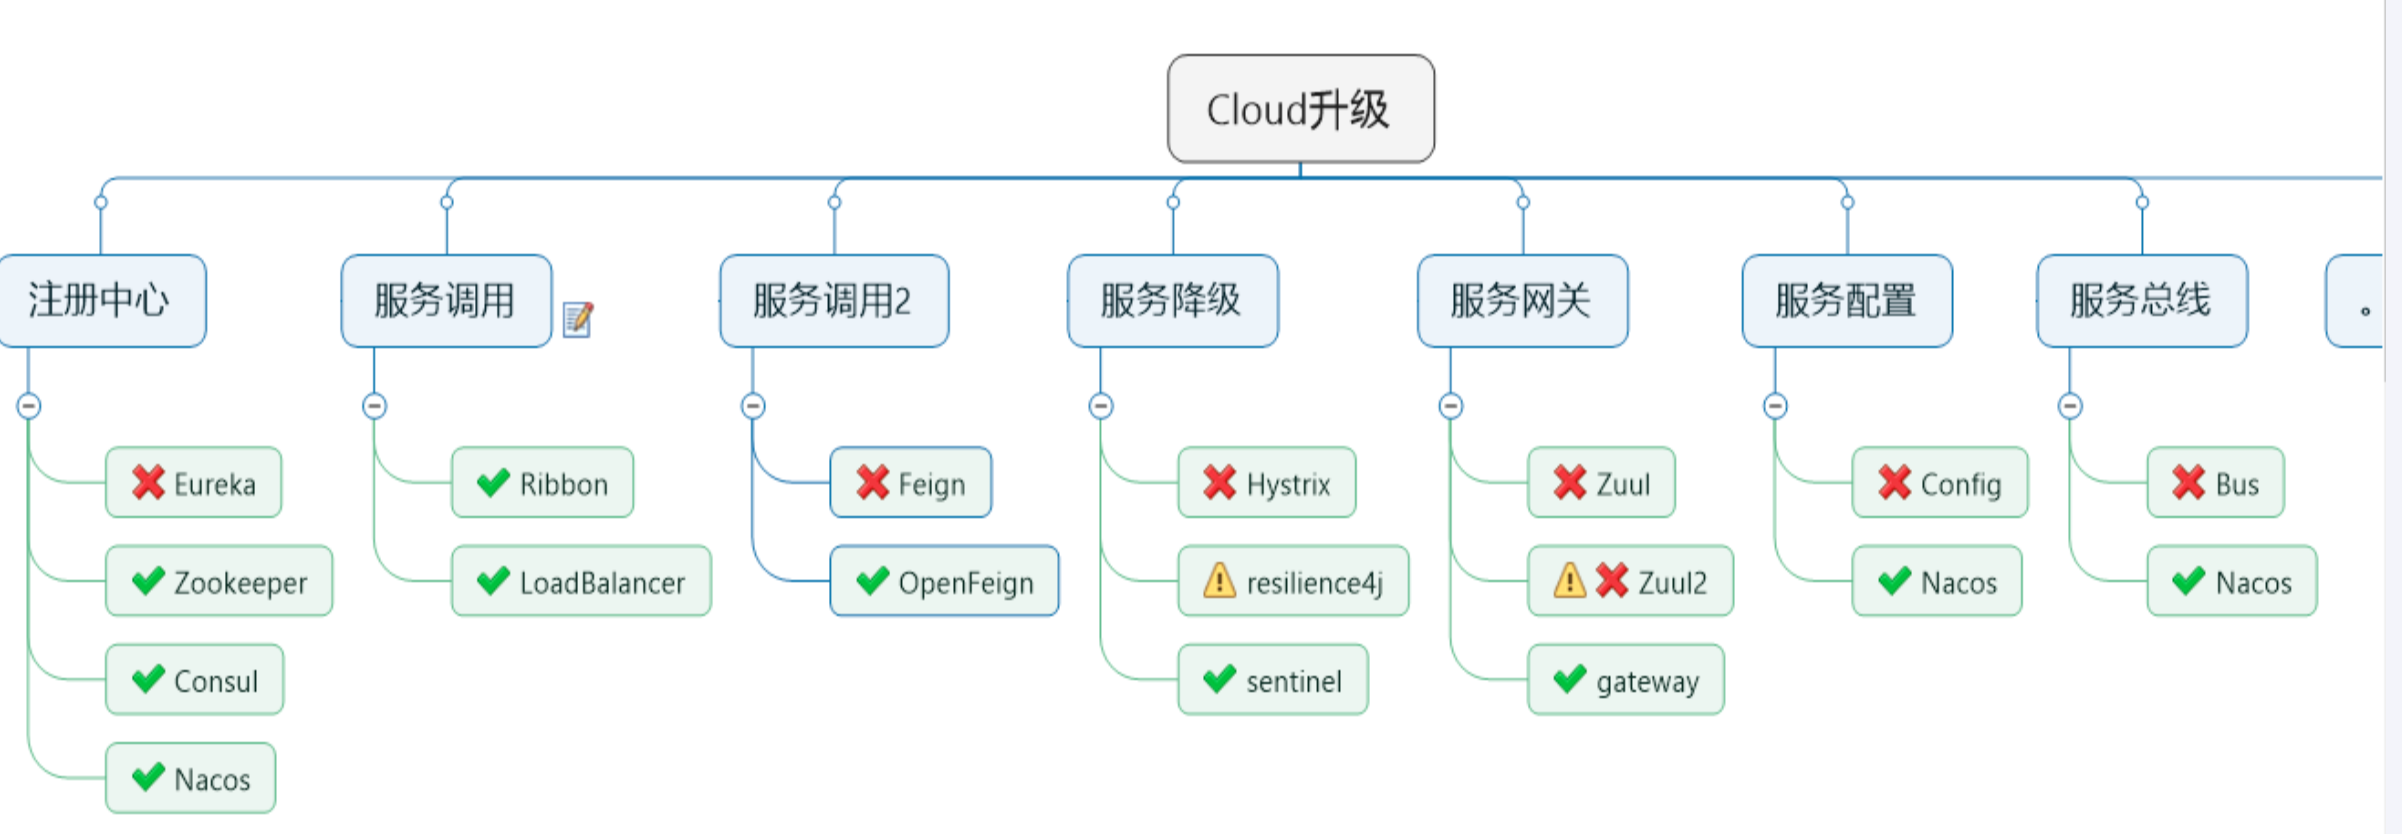 Cloud升级
注册中心
服务调用
服务调用2
服务降级
服务网关
服务配置
服务总线
。
Eureka
Zookeeper
Consul
Nacos
Ribbon
LoadBalancer
Feign
OpenFeign
Hystrix
resilience4j
sentinel
Zuul
Zuul2
gateway
Config
Nacos
Bus
Nacos